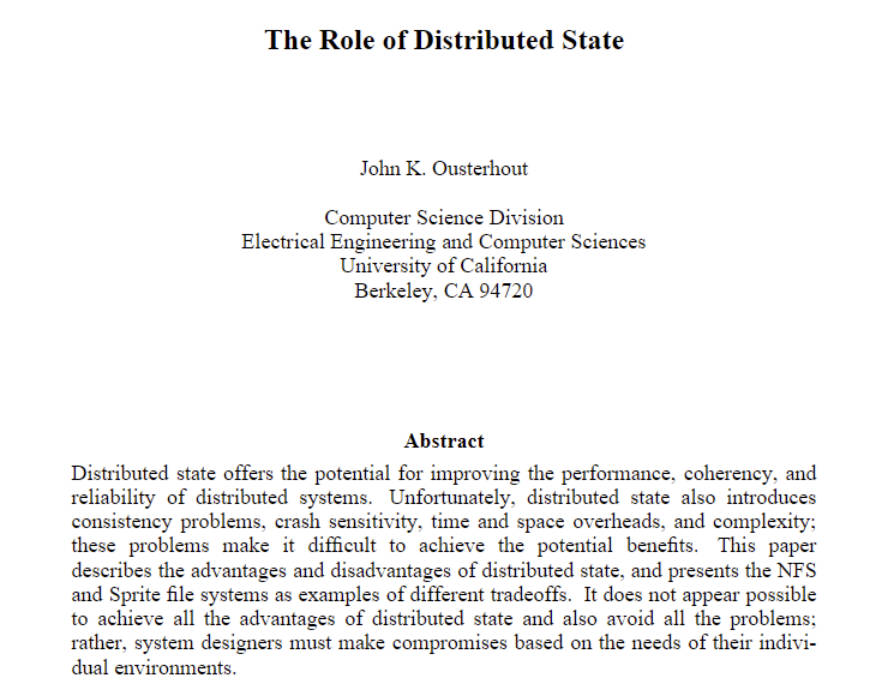 The Role of Distributed State
John K. Ousterhout
Computer Science Division
Electrical Engineering and Computer Sciences
University of California
Berkeley, CA 94720
Abstract
Distributed state offers the potential for improving the performance, coherency, and
reliability of distributed systems. Unfortunately, distributed state also introduces
consistency problems, crash sensitivity, time and space overheads, and complexity;
these problems make it difficult to achieve the potential benefits. This paper
describes the advantages and disadvantages of distributed state, and presents the NFS
and Sprite file systems as examples of different tradeoffs. It does not appear possible
to achieve all the advantages of distributed state and also avoid all the problems;
rather, system designers must make compromises based on the needs of their indivi-
dual environments.